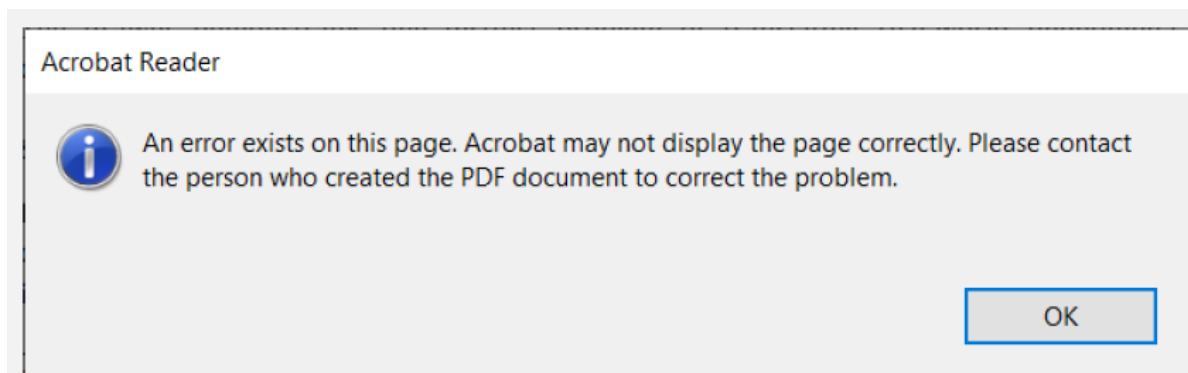 Acrobat Reader
An error exists on this page. Acrobat may not display the page correctly. Please contact
the person who created the PDF document to correct the problem.
OK